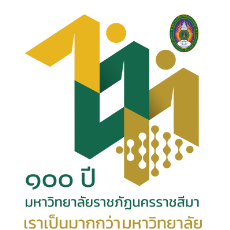 ๑๐๐ ปี
มหาวิทยาลัยราชภัฏนครราชสีมา
เราเป็นมากกว่ามหาวิทยาลัย